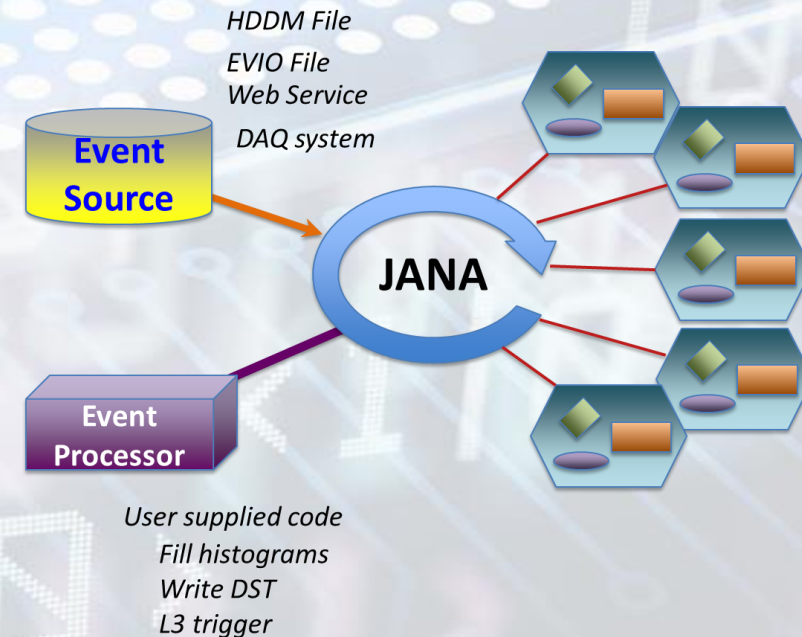 HDDM File
EVIO File
Web Service
DAQ system
Event
Source
JANA
Event
Processor
User supplied code
Fill histograms
Write DST
L3 trigger